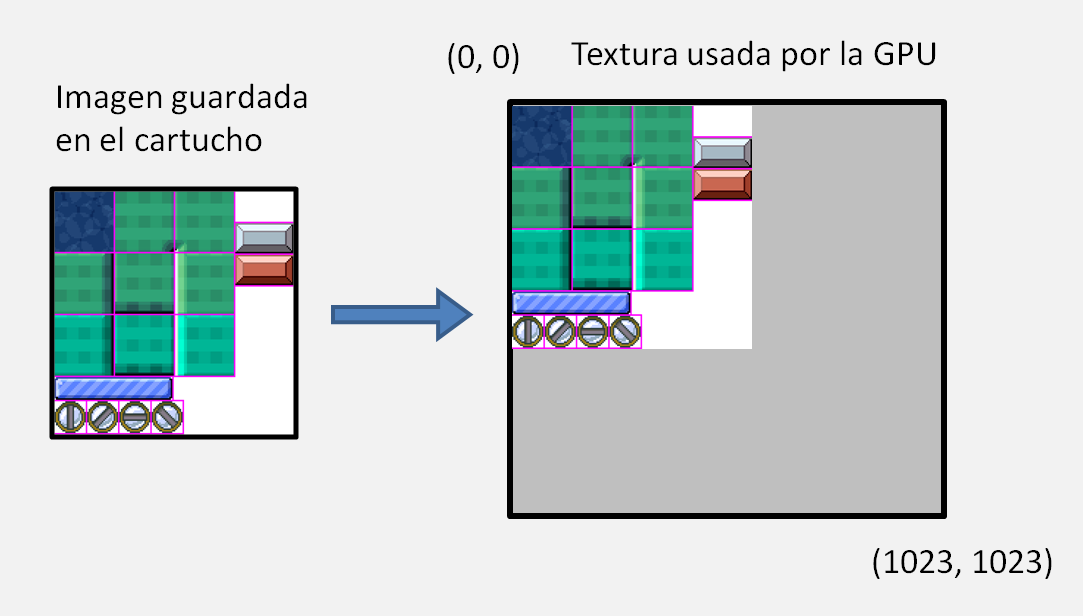 (0, 0)
Textura usada por la GPU
Imagen guardada
en el cartucho
(1023, 1023)